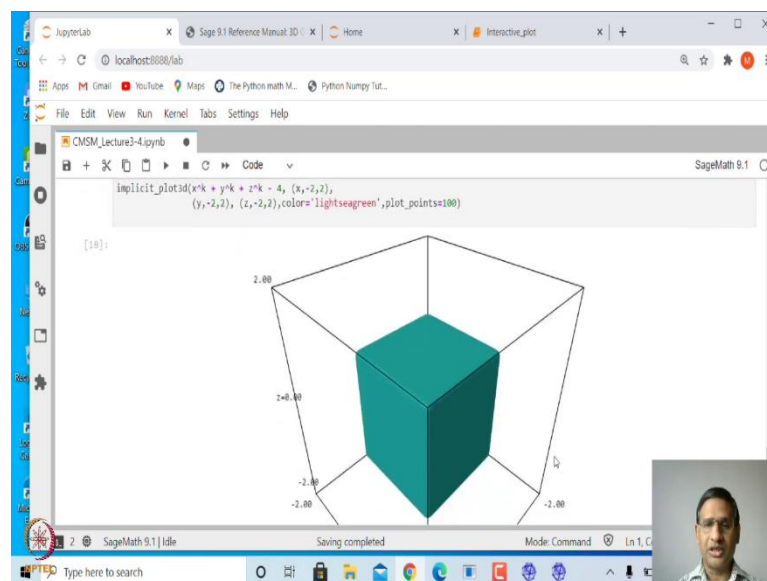 JupyterLab Sage 9.1 Reference Manual: 3D Home Interactive_plot
localhost:8888/lab
Apps Gmail YouTube Maps The Python math M... Python Numpy Tut...
M
File Edit View Run Kernel Tabs Settings Help
CMSM_Lecture3-4.ipynb
Code SageMath 9.1
implicit_plot3d(x^k + y^k + z^k - 4, (x,-2,2),
(y,-2,2), (z,-2,2),color='lightseagreen',plot_points=100)
[18]:
2.00
z=0.00
-2.00
-2.00
-2.00
2 SageMath 9.1 | Idle Saving completed Mode: Command Ln 1, C
PTEL
Type here to search